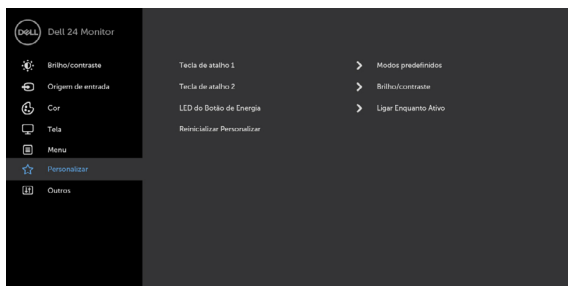 DELL Dell 24 Monitor
Brilho/contraste
Origem de entrada
Cor
Tela
Menu
Personalizar
Outros
Tecla de atalho 1 Modos predefinidos
Tecla de atalho 2 Brilho/contraste
LED do Botão de Energia Ligar Enquanto Ativo
Reinicializar Personalizar